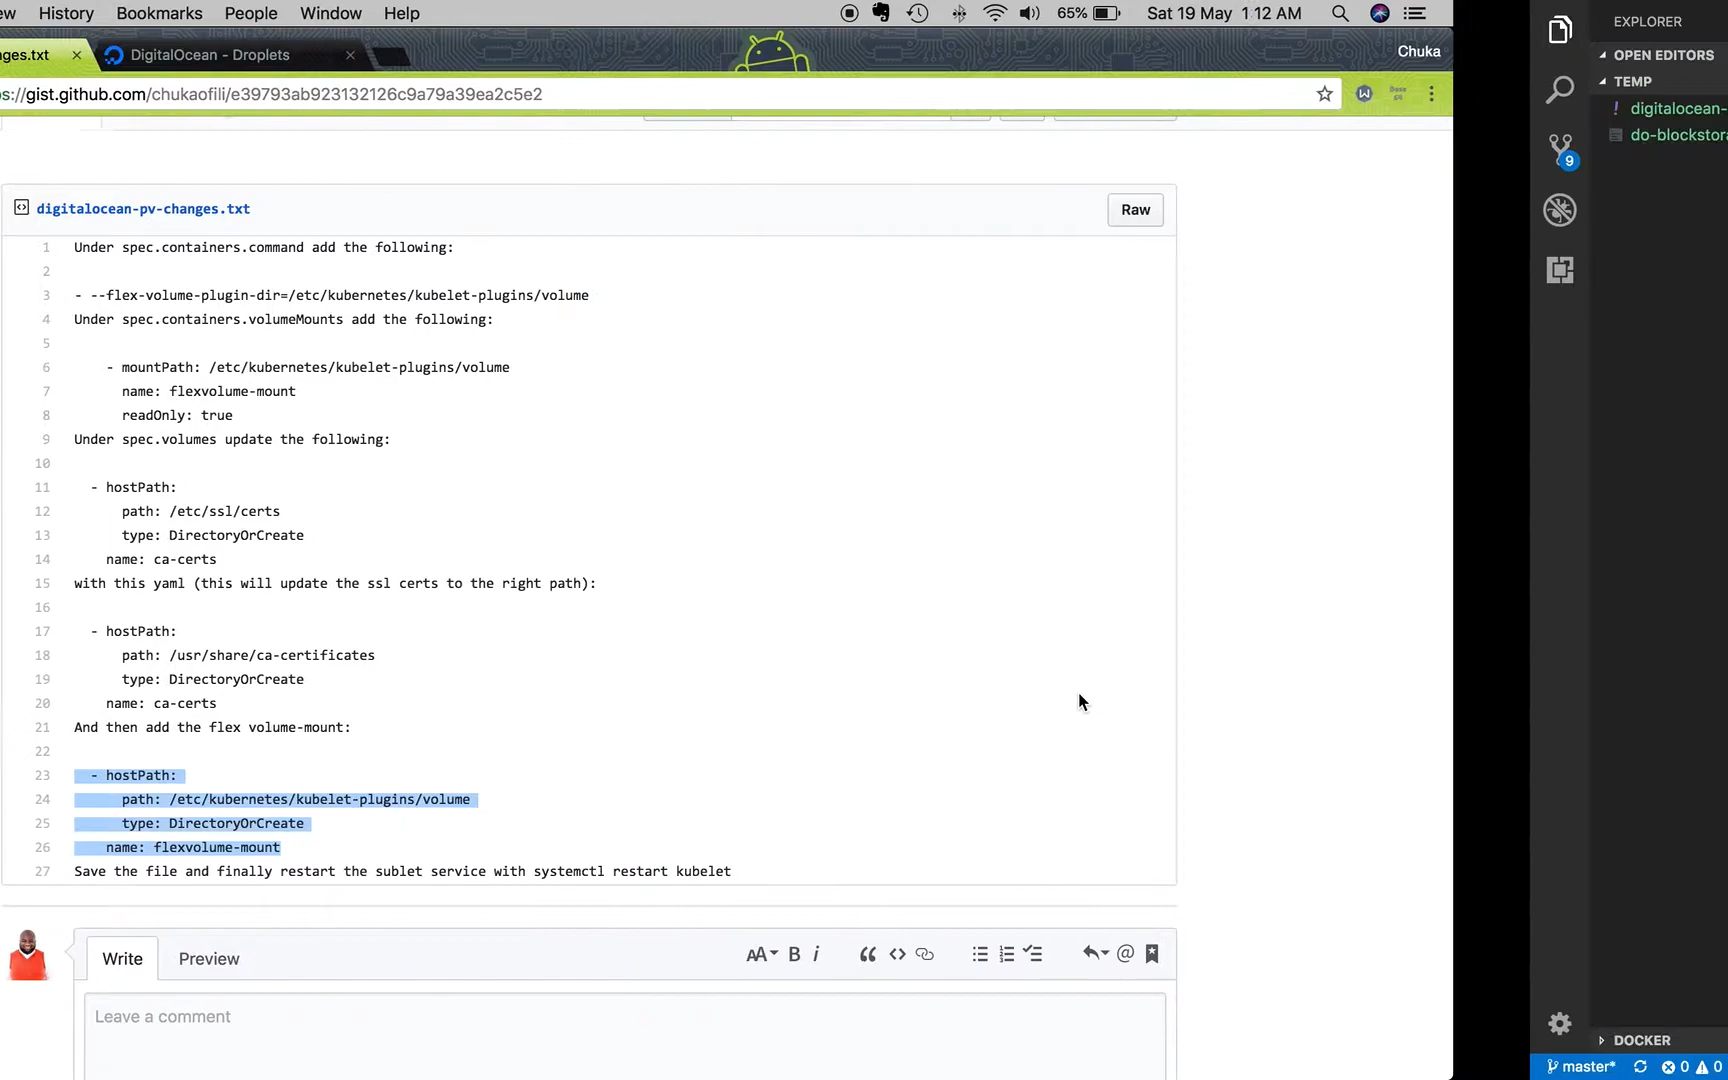 ew History Bookmarks People Window Help 65% Sat 19 May 1:12 AM
nges.txt × DigitalOcean - Droplets × Chuka
s://gist.github.com/chukaofili/e39793ab923132126c9a79a39ea2c5e2
digitalocean-pv-changes.txt Raw
1 Under spec.containers.command add the following:
2
3 - --flex-volume-plugin-dir=/etc/kubernetes/kubelet-plugins/volume
4 Under spec.containers.volumeMounts add the following:
5
6 - mountPath: /etc/kubernetes/kubelet-plugins/volume
7 name: flexvolume-mount
8 readOnly: true
9 Under spec.volumes update the following:
10
11 - hostPath:
12 path: /etc/ssl/certs
13 type: DirectoryOrCreate
14 name: ca-certs
15 with this yaml (this will update the ssl certs to the right path):
16
17 - hostPath:
18 path: /usr/share/ca-certificates
19 type: DirectoryOrCreate
20 name: ca-certs
21 And then add the flex volume-mount:
22
23 - hostPath:
24 path: /etc/kubernetes/kubelet-plugins/volume
25 type: DirectoryOrCreate
26 name: flexvolume-mount
27 Save the file and finally restart the sublet service with systemctl restart kubelet
Write Preview AA B i
Leave a comment
EXPLORER
OPEN EDITORS
TEMP
! digitalocean-
do-blockstora
9
DOCKER
master* 0 0